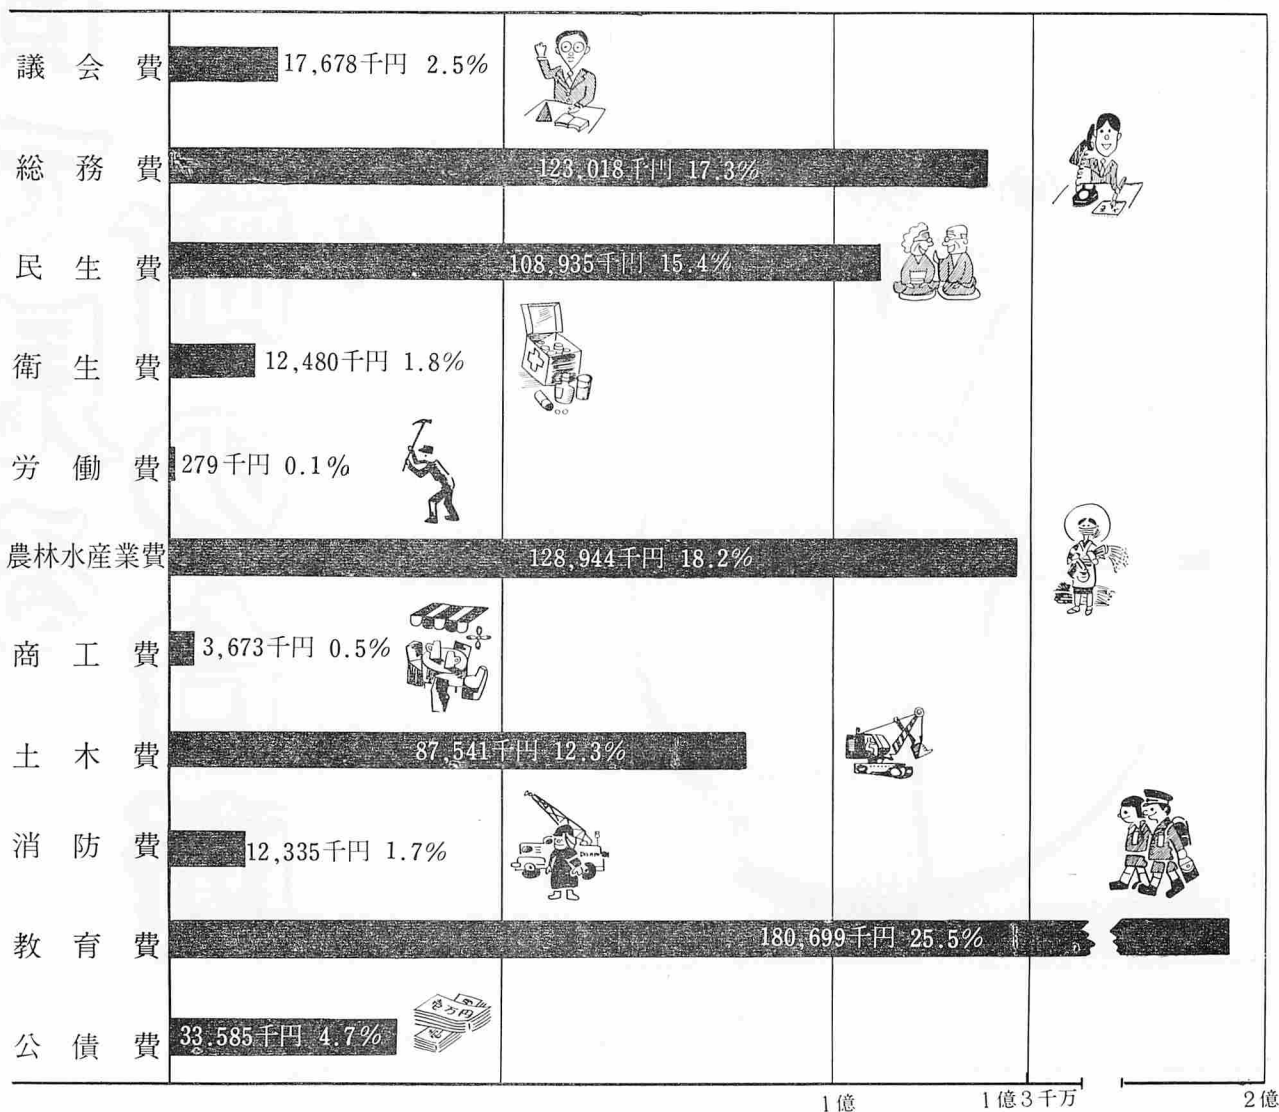 議会費 17,678千円 2.5%
総務費 123,018千円 17.3%
民生費 108,935千円 15.4%
衛生費 12,480千円 1.8%
労働費 279千円 0.1%
農林水産業費 128,944千円 18.2%
商工費 3,673千円 0.5%
土木費 87,541千円 12.3%
消防費 12,335千円 1.7%
教育費 180,699千円 25.5%
公債費 33.585千円 4.7%
万円
1億 1億3千万 2億